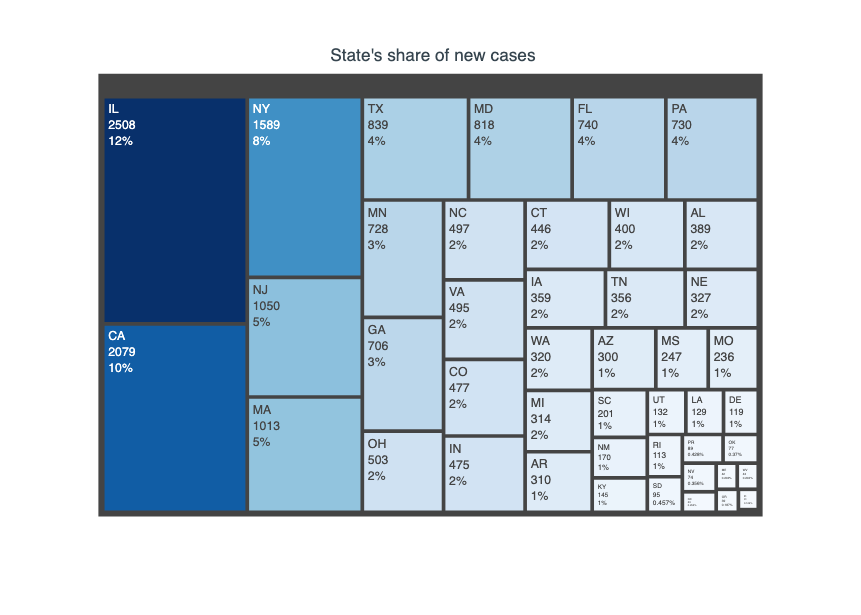 State's share of new cases
IL
2508
12%
CA
2079
10%
NY
1589
8%
NJ
1050
5%
MA
1013
5%
TX
839
4%
MD
818
4%
FL
740
4%
PA
730
4%
MN
728
3%
GA
706
3%
OH
503
2%
NC
497
2%
VA
495
2%
CO
477
2%
IN
475
2%
CT
446
2%
WI
400
2%
AL
389
2%
IA
359
2%
TN
356
2%
NE
327
2%
WA
320
2%
MI
314
2%
AR
310
1%
AZ
300
1%
MS
247
1%
MO
236
1%
SC
201
1%
NM
170
1%
KY
145
1%
UT
132
1%
LA
129
1%
DE
119
1%
RI
113
1%
SD
95
0.457%
PR
89
0.428%
OK
77
0.37%
NV
74
0.356%